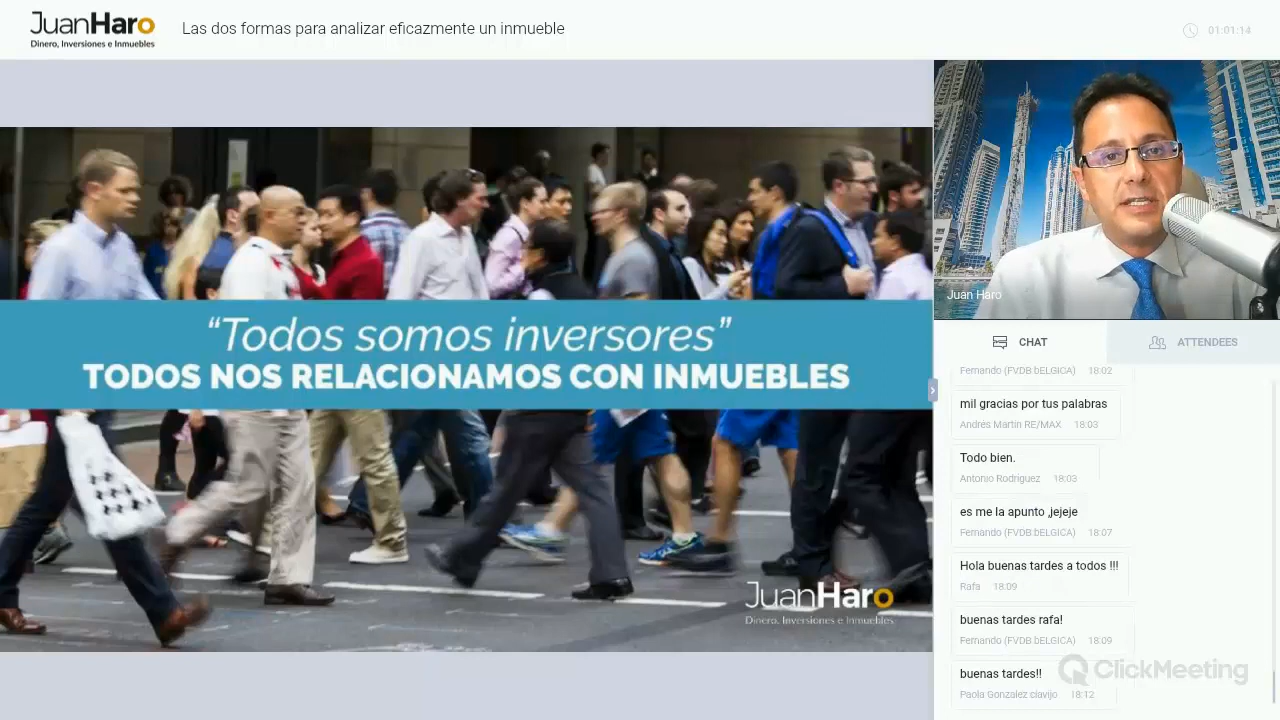 JuanHaro
Dinero, Inversiones e Inmuebles
Las dos formas para analizar eficazmente un inmueble
01:01:14
“Todos somos inversores”
TODOS NOS RELACIONAMOS CON INMUEBLES
JuanHaro
Dinero, Inversiones e Inmuebles
Juan Haro
CHAT
ATTENDEES
Fernando (FVDB:bELGICA) 18:02
mil gracias por tus palabras
Andres Martin RE/MAX 18:03
Todo bien.
Antonio Rodriguez 18:03
es me la apunto ,jejeje
Fernando (FVDB:bELGICA) 18:07
Hola buenas tardes a todos !!!
Rafa 18:09
buenas tardes rafa!
Fernando (FVDB:bELGICA) 18:09
buenas tardes!!
Paola Gonzalez clavijo 18:12
ClickMeeting